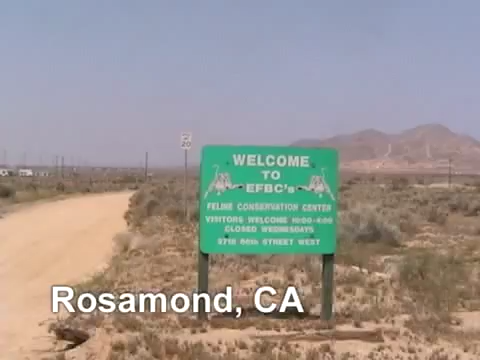 20
WELCOME
TO
EFBC's
FELINE CONSERVATION CENTER
VISITORS WELCOME 10:00-4:00
CLOSED WEDNESDAYS
3718 60th STREET WEST
Rosamond, CA